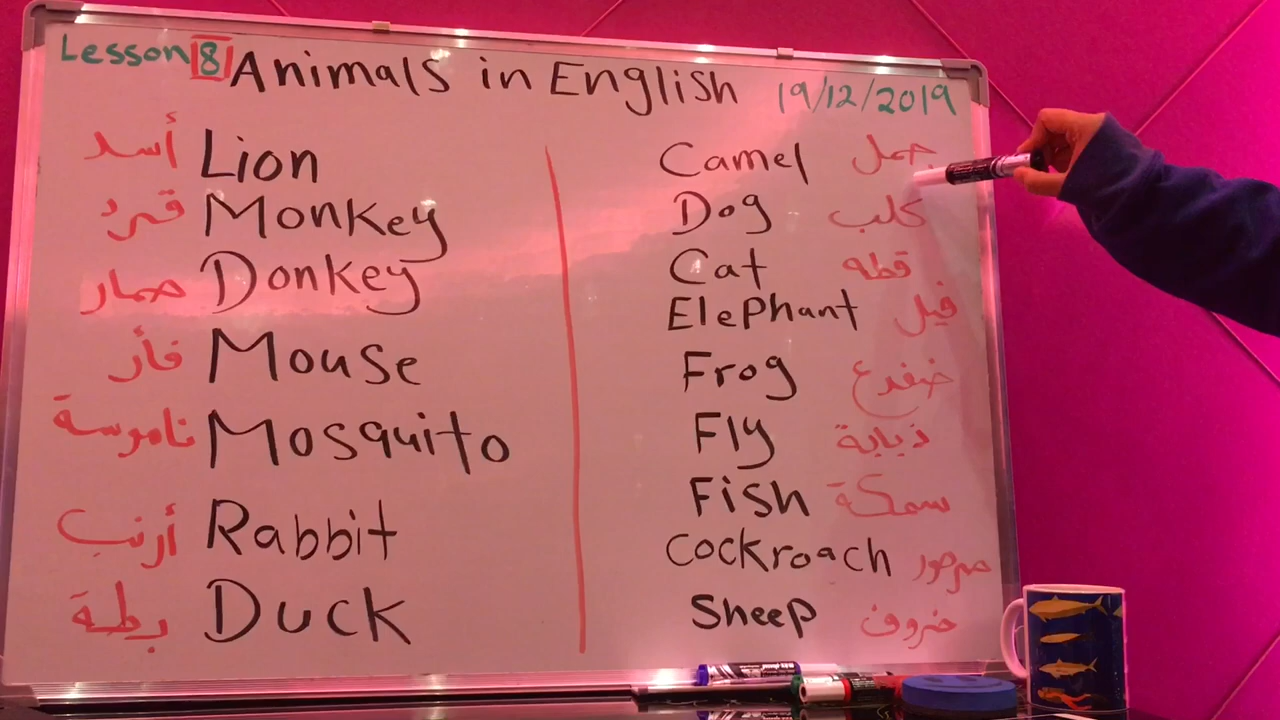 Lesson 8 Animals in English 19/12/2019
أسد Lion
قرد Monkey
حمار Donkey
فأر Mouse
ناموسة Mosquito
أرنب Rabbit
بطة Duck
Camel جمل
Dog كلب
Cat قطه
Elephant فيل
Frog ضفدع
Fly ذبابة
Fish سمكة
Cockroach صرصور
Sheep خروف